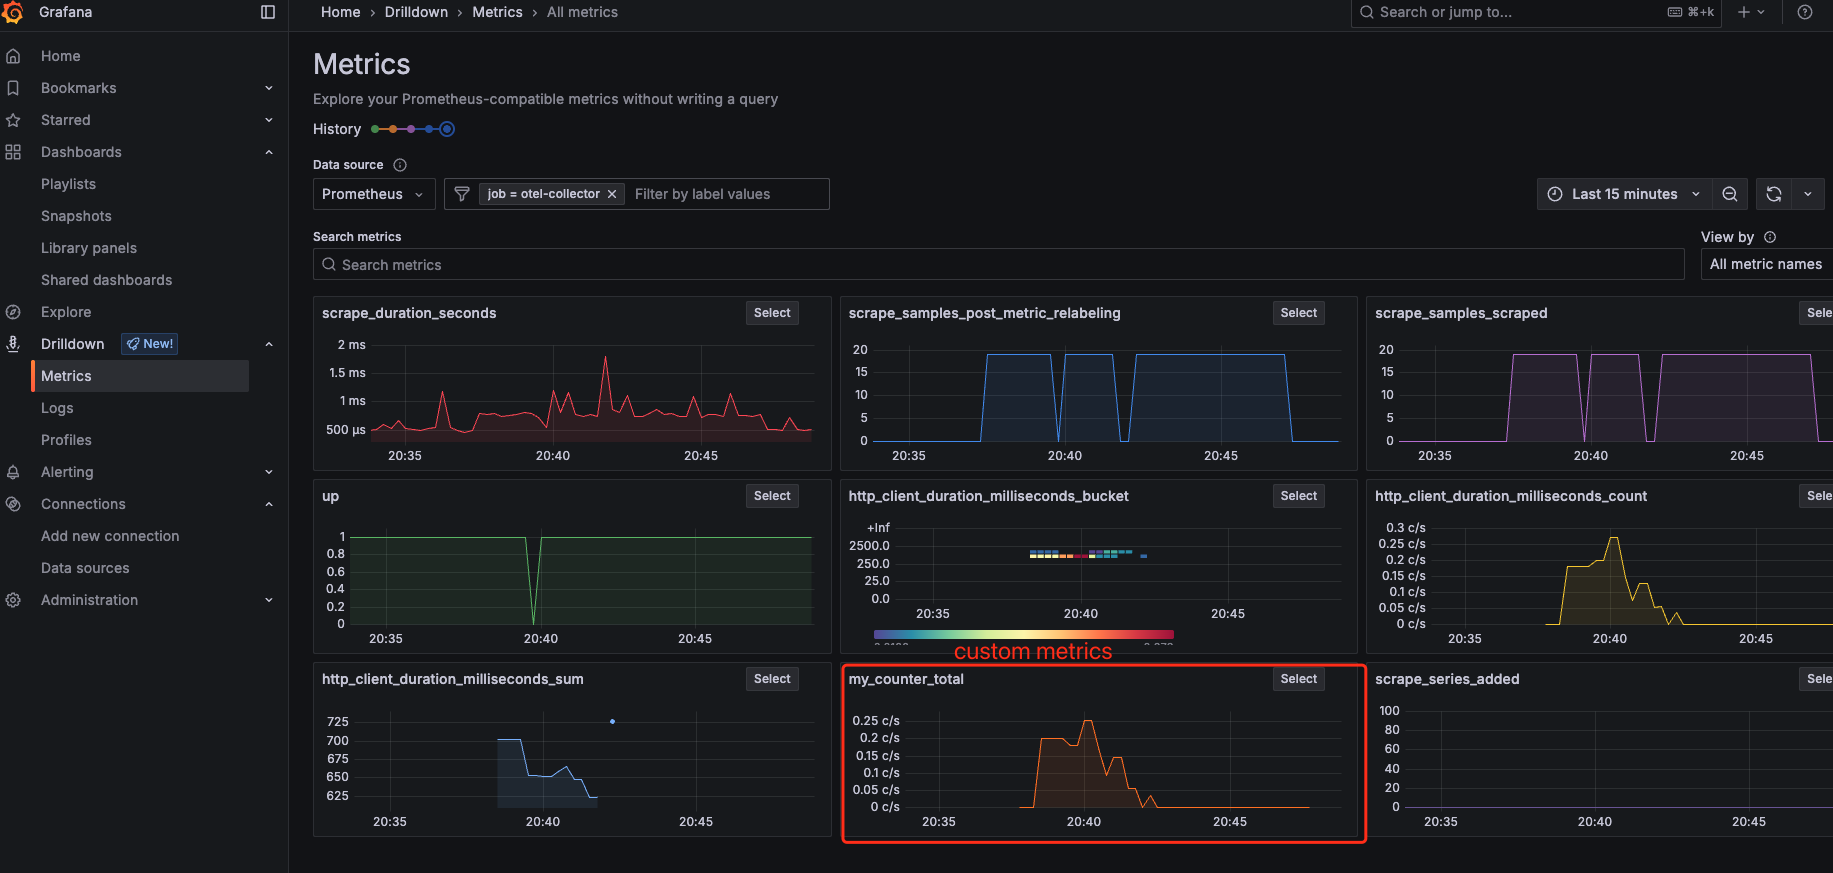 Grafana
Home › Drilldown › Metrics › All metrics
Search or jump to...
⌘+k
Home
Bookmarks
Starred
Dashboards
Playlists
Snapshots
Library panels
Shared dashboards
Explore
Drilldown
New!
Metrics
Logs
Profiles
Alerting
Connections
Add new connection
Data sources
Administration
Metrics
Explore your Prometheus-compatible metrics without writing a query
History
Data source
Prometheus
job = otel-collector
Filter by label values
Last 15 minutes
Search metrics
Search metrics
View by
All metric names
scrape_duration_seconds
Select
2 ms
1.5 ms
1 ms
500 µs
20:35 20:40 20:45
scrape_samples_post_metric_relabeling
Select
20
15
10
5
0
20:35 20:40 20:45
scrape_samples_scraped
Sele
20
15
10
5
0
20:35 20:40 20:45
up
Select
1
0.8
0.6
0.4
0.2
0
20:35 20:40 20:45
http_client_duration_milliseconds_bucket
Select
+Inf
2500.0
250.0
25.0
0.0
20:35 20:40 20:45
http_client_duration_milliseconds_count
Sele
0.3 c/s
0.25 c/s
0.2 c/s
0.15 c/s
0.1 c/s
0.05 c/s
0 c/s
20:35 20:40 20:45
custom metrics
http_client_duration_milliseconds_sum
Select
725
700
675
650
625
20:35 20:40 20:45
my_counter_total
Select
0.25 c/s
0.2 c/s
0.15 c/s
0.1 c/s
0.05 c/s
0 c/s
20:35 20:40 20:45
scrape_series_added
Sele
100
80
60
40
20
0
20:35 20:40 20:45